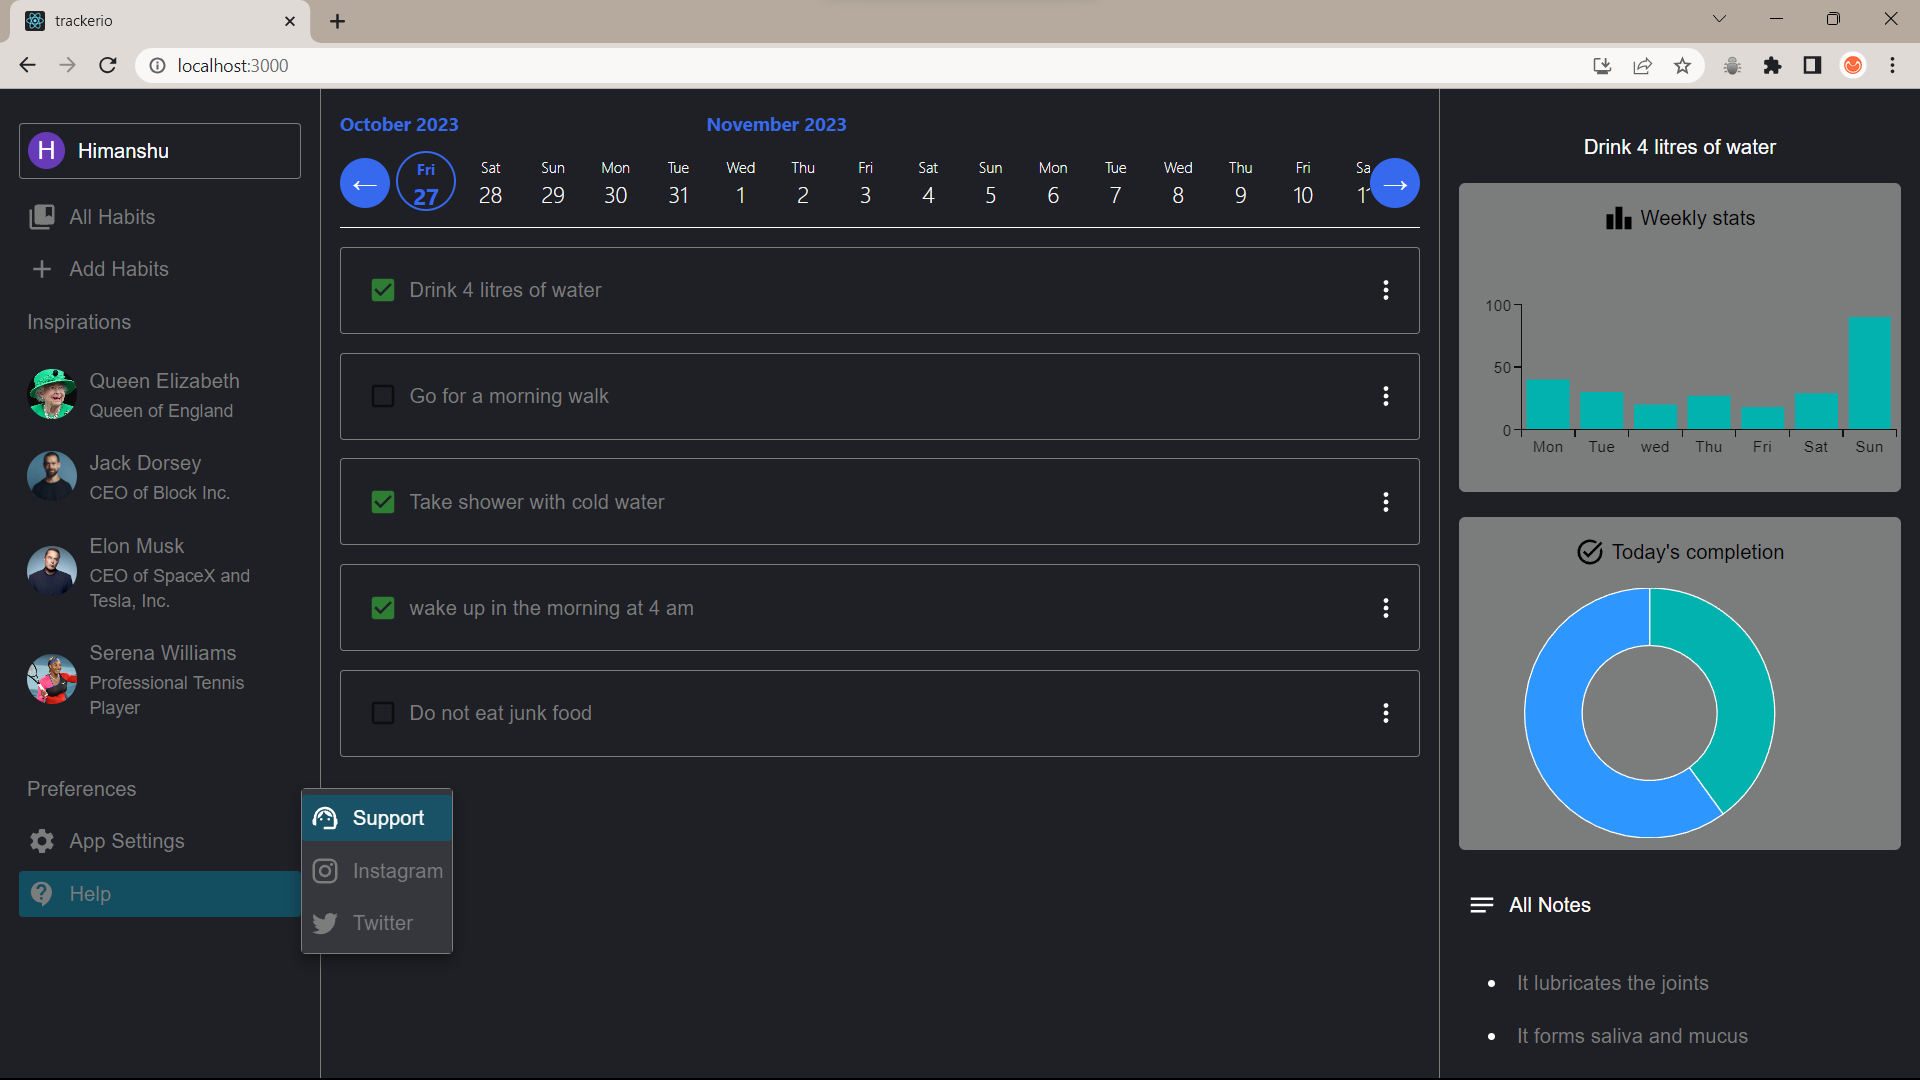 trackerio
localhost:3000
H Himanshu
All Habits
Add Habits
Inspirations
Queen Elizabeth
Queen of England
Jack Dorsey
CEO of Block Inc.
Elon Musk
CEO of SpaceX and
Tesla, Inc.
Serena Williams
Professional Tennis
Player
Preferences
App Settings
Help
Support
Instagram
Twitter
October 2023 November 2023
Fri Sat Sun Mon Tue Wed Thu Fri Sat Sun Mon Tue Wed Thu Fri Sa
27 28 29 30 31 1 2 3 4 5 6 7 8 9 10 11
Drink 4 litres of water
Go for a morning walk
Take shower with cold water
wake up in the morning at 4 am
Do not eat junk food
Drink 4 litres of water
Weekly stats
100
50
0
Mon Tue wed Thu Fri Sat Sun
Today's completion
All Notes
It lubricates the joints
It forms saliva and mucus